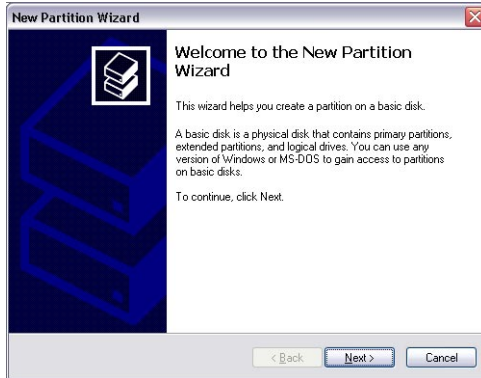 New Partition Wizard
Welcome to the New Partition
Wizard
This wizard helps you create a partition on a basic disk.
A basic disk is a physical disk that contains primary partitions,
extended partitions, and logical drives. You can use any
version of Windows or MS-DOS to gain access to partitions
on basic disks.
To continue, click Next.
< Back Next > Cancel